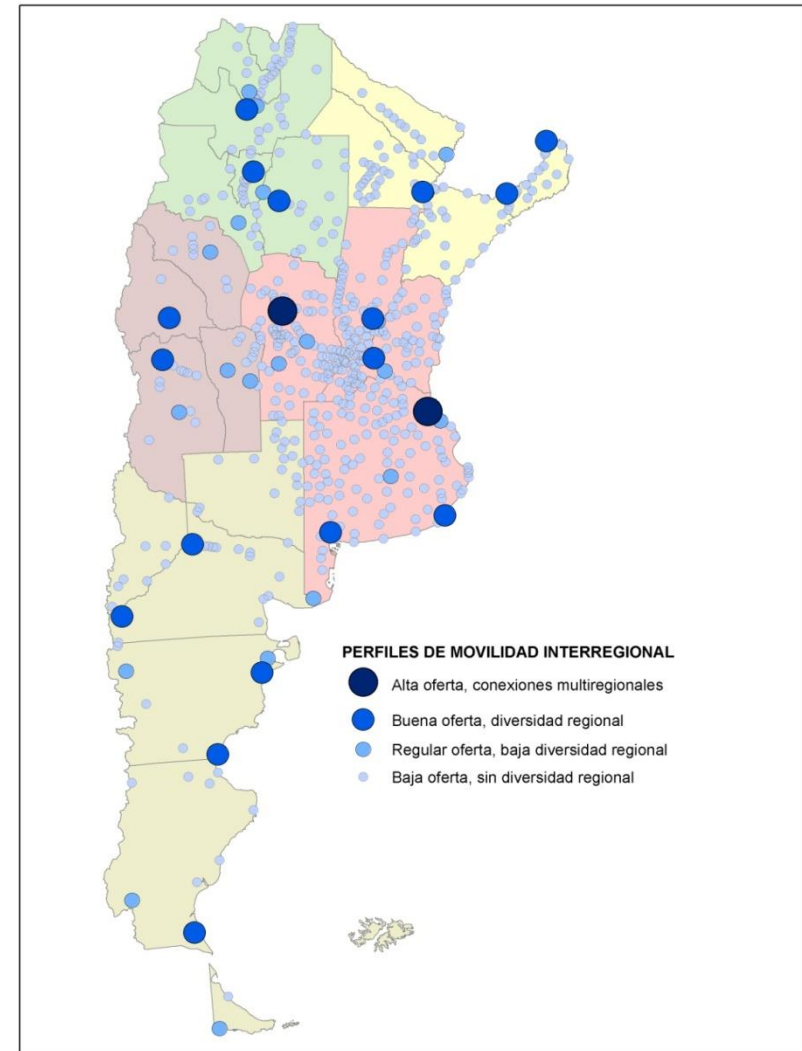 PERFILES DE MOVILIDAD INTERREGIONAL
Alta oferta, conexiones multiregionales
Buena oferta, diversidad regional
Regular oferta, baja diversidad regional
Baja oferta, sin diversidad regional